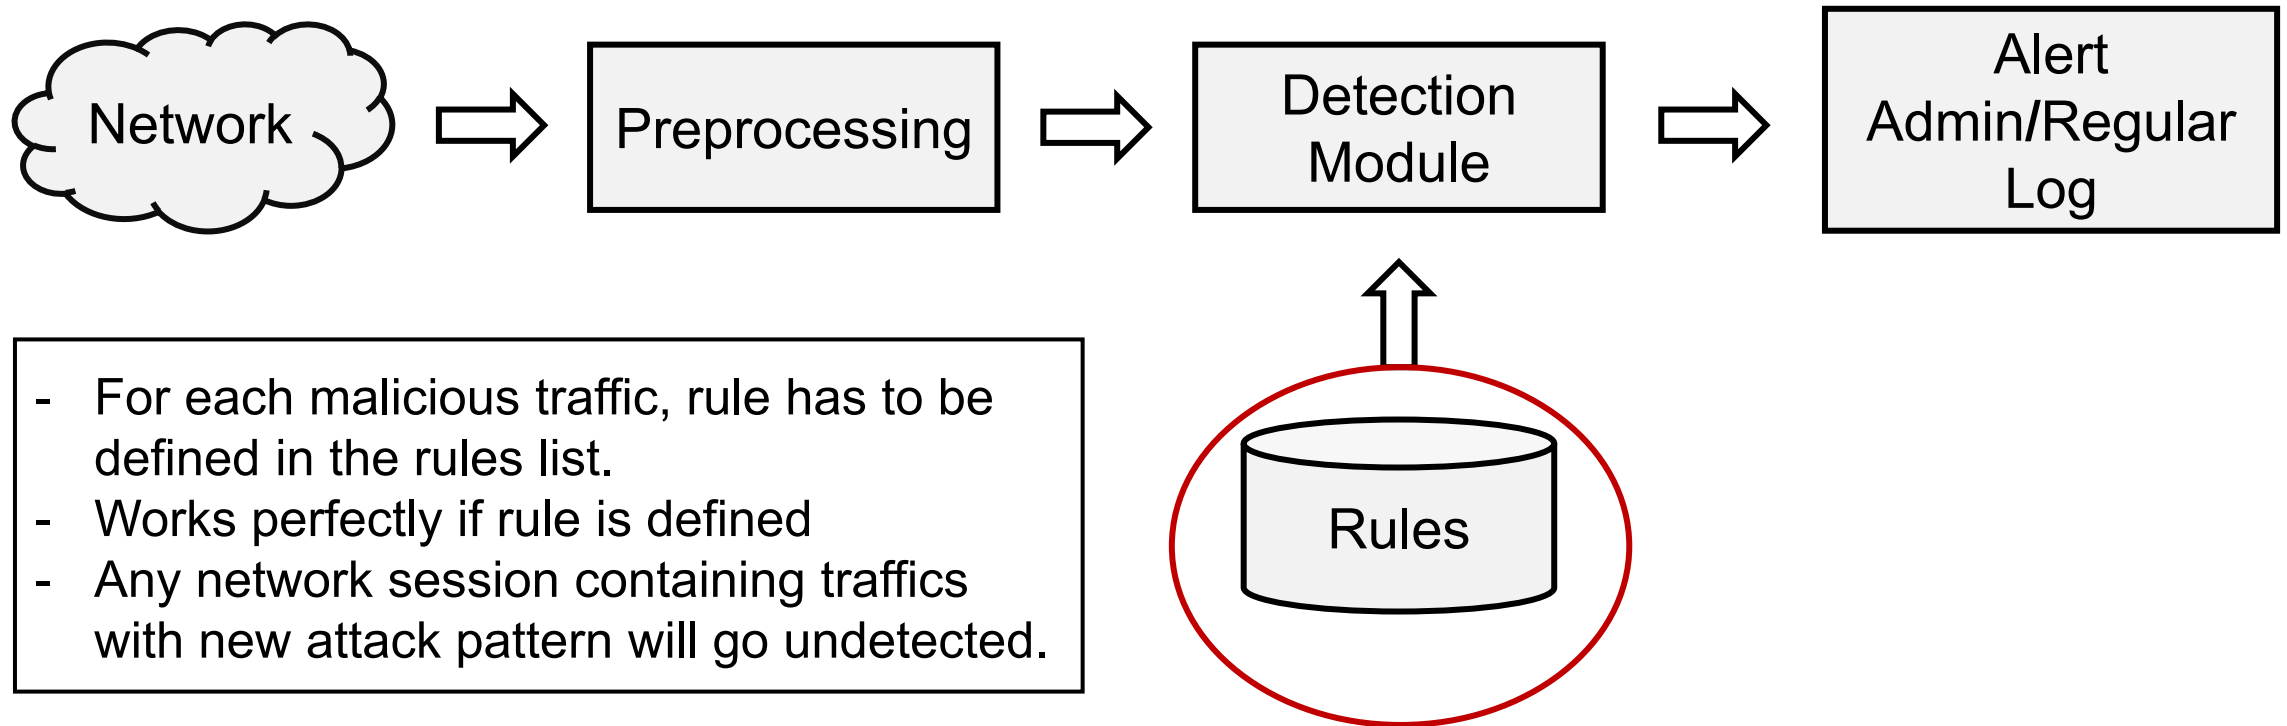 Network
Preprocessing
Detection
Module
Alert
Admin/Regular
Log
- For each malicious traffic, rule has to be
defined in the rules list.
- Works perfectly if rule is defined
- Any network session containing traffics
with new attack pattern will go undetected.
Rules